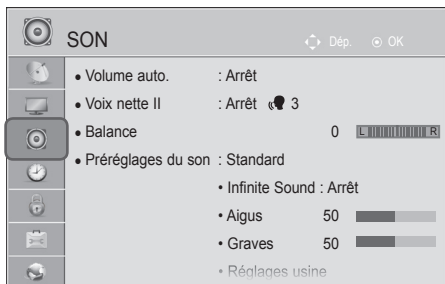 SON Dép. OK
• Volume auto. : Arrêt
• Voix nette II : Arrêt 3
• Balance 0 L R
• Préréglages du son : Standard
• Infinite Sound : Arrêt
• Aigus 50
• Graves 50
• Réglages usine